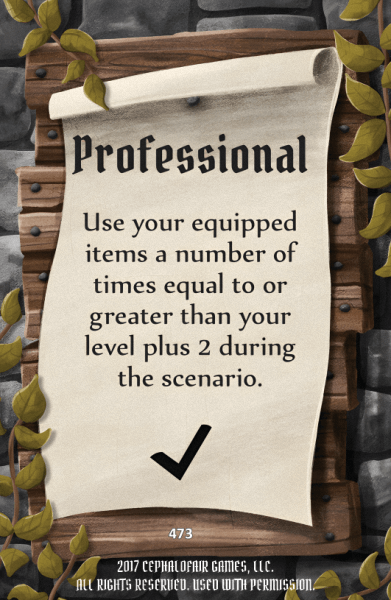 Professional
Use your equipped
items a number of
times equal to or
greater than your
level plus 2 during
the scenario.
473
2017 CEPHALOFAIR GAMES, LLC.
ALL RIGHTS RESERVED. USED WITH PERMISSION.